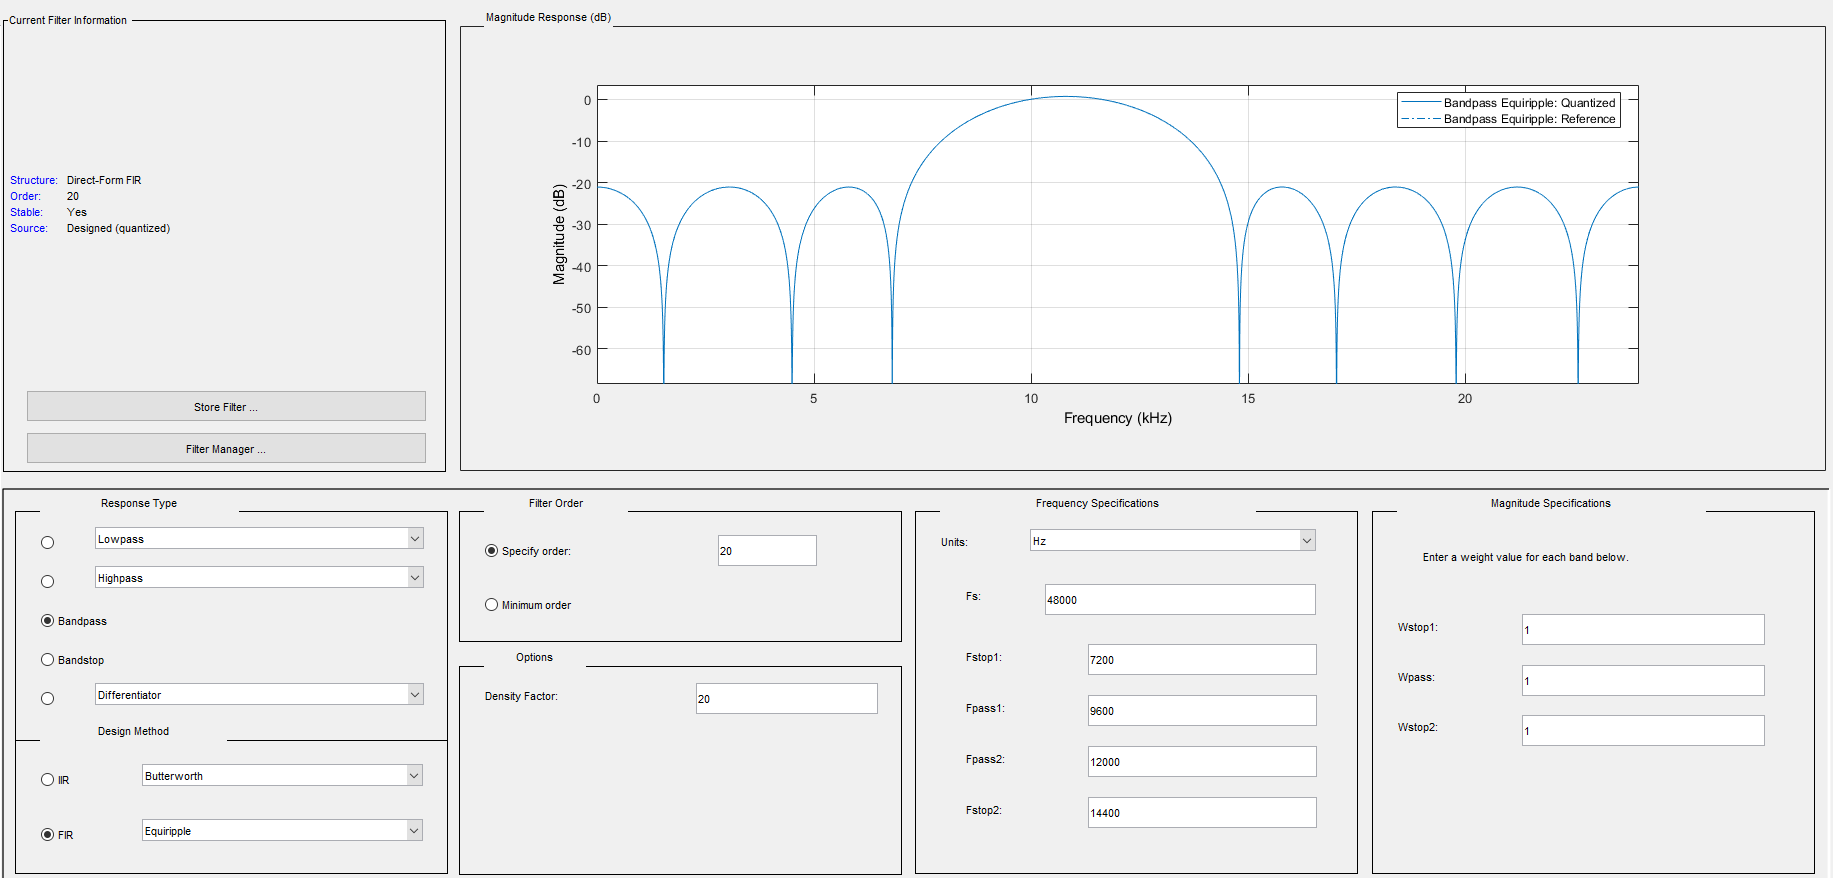 Current Filter Information
Structure: Direct-Form FIR
Order: 20
Stable: Yes
Source: Designed (quantized)
Store Filter ...
Filter Manager ...
Magnitude Response (dB)
Bandpass Equiripple: Quantized
Bandpass Equiripple: Reference
0
-10
-20
-30
-40
-50
-60
Magnitude (dB)
0 5 10 15 20
Frequency (kHz)
Response Type
Lowpass
Highpass
Bandpass
Bandstop
Differentiator
Design Method
IIR Butterworth
FIR Equiripple
Filter Order
Specify order: 20
Minimum order
Options
Density Factor: 20
Frequency Specifications
Units: Hz
Fs: 48000
Fstop1: 7200
Fpass1: 9600
Fpass2: 12000
Fstop2: 14400
Magnitude Specifications
Enter a weight value for each band below.
Wstop1: 1
Wpass: 1
Wstop2: 1